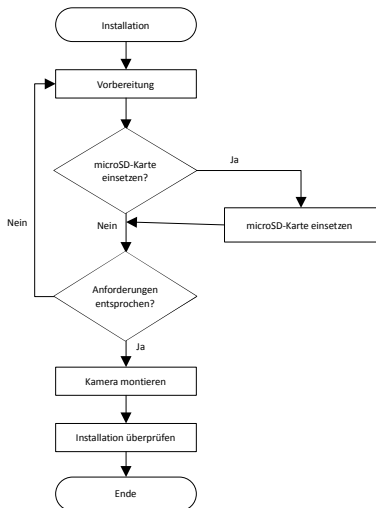 Installation
Vorbereitung
microSD-Karte
einsetzen?
Ja
microSD-Karte einsetzen
Nein
Nein
Anforderungen
entsprochen?
Ja
Kamera montieren
Installation überprüfen
Ende